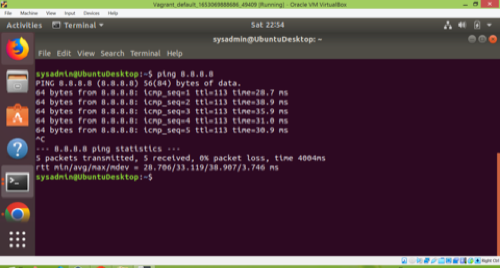 Vagrant_default_1653069888686_49409 [Running] - Oracle VM VirtualBox
File Machine View Input Devices Help
Activities Terminal Sat 22:54
sysadmin@UbuntuDesktop: ~
File Edit View Search Terminal Help
sysadmin@UbuntuDesktop:~$ ping 8.8.8.8
PING 8.8.8.8 (8.8.8.8) 56(84) bytes of data.
64 bytes from 8.8.8.8: icmp_seq=1 ttl=113 time=28.7 ms
64 bytes from 8.8.8.8: icmp_seq=2 ttl=113 time=38.9 ms
64 bytes from 8.8.8.8: icmp_seq=3 ttl=113 time=35.9 ms
64 bytes from 8.8.8.8: icmp_seq=4 ttl=113 time=31.0 ms
64 bytes from 8.8.8.8: icmp_seq=5 ttl=113 time=30.9 ms
^C
--- 8.8.8.8 ping statistics ---
5 packets transmitted, 5 received, 0% packet loss, time 4004ms
rtt min/avg/max/mdev = 28.706/33.119/38.907/3.746 ms
sysadmin@UbuntuDesktop:~$
Right Ctrl